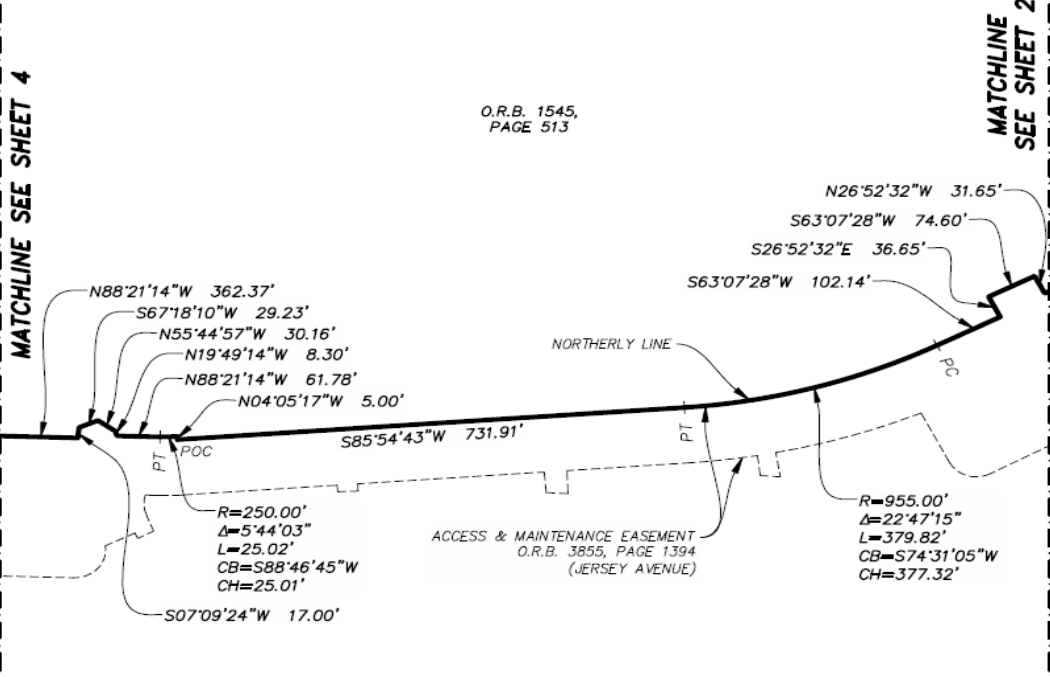 MATCHLINE SEE SHEET 4
O.R.B. 1545,
PAGE 513
MATCHLINE
SEE SHEET 2
N26°52'32"W 31.65'
S63°07'28"W 74.60'
S26°52'32"E 36.65'
S63°07'28"W 102.14'
N88°21'14"W 362.37'
S67°18'10"W 29.23'
N55°44'57"W 30.16'
N19°49'14"W 8.30'
N88°21'14"W 61.78'
N04°05'17"W 5.00'
NORTHERLY LINE
PC
S85°54'43"W 731.91'
PT
POC
PT
R=250.00'
Δ=5°44'03"
L=25.02'
CB=S88°46'45"W
CH=25.01'
ACCESS & MAINTENANCE EASEMENT
O.R.B. 3855, PAGE 1394
(JERSEY AVENUE)
R=955.00'
Δ=22°47'15"
L=379.82'
CB=S74°31'05"W
CH=377.32'
S07°09'24"W 17.00'